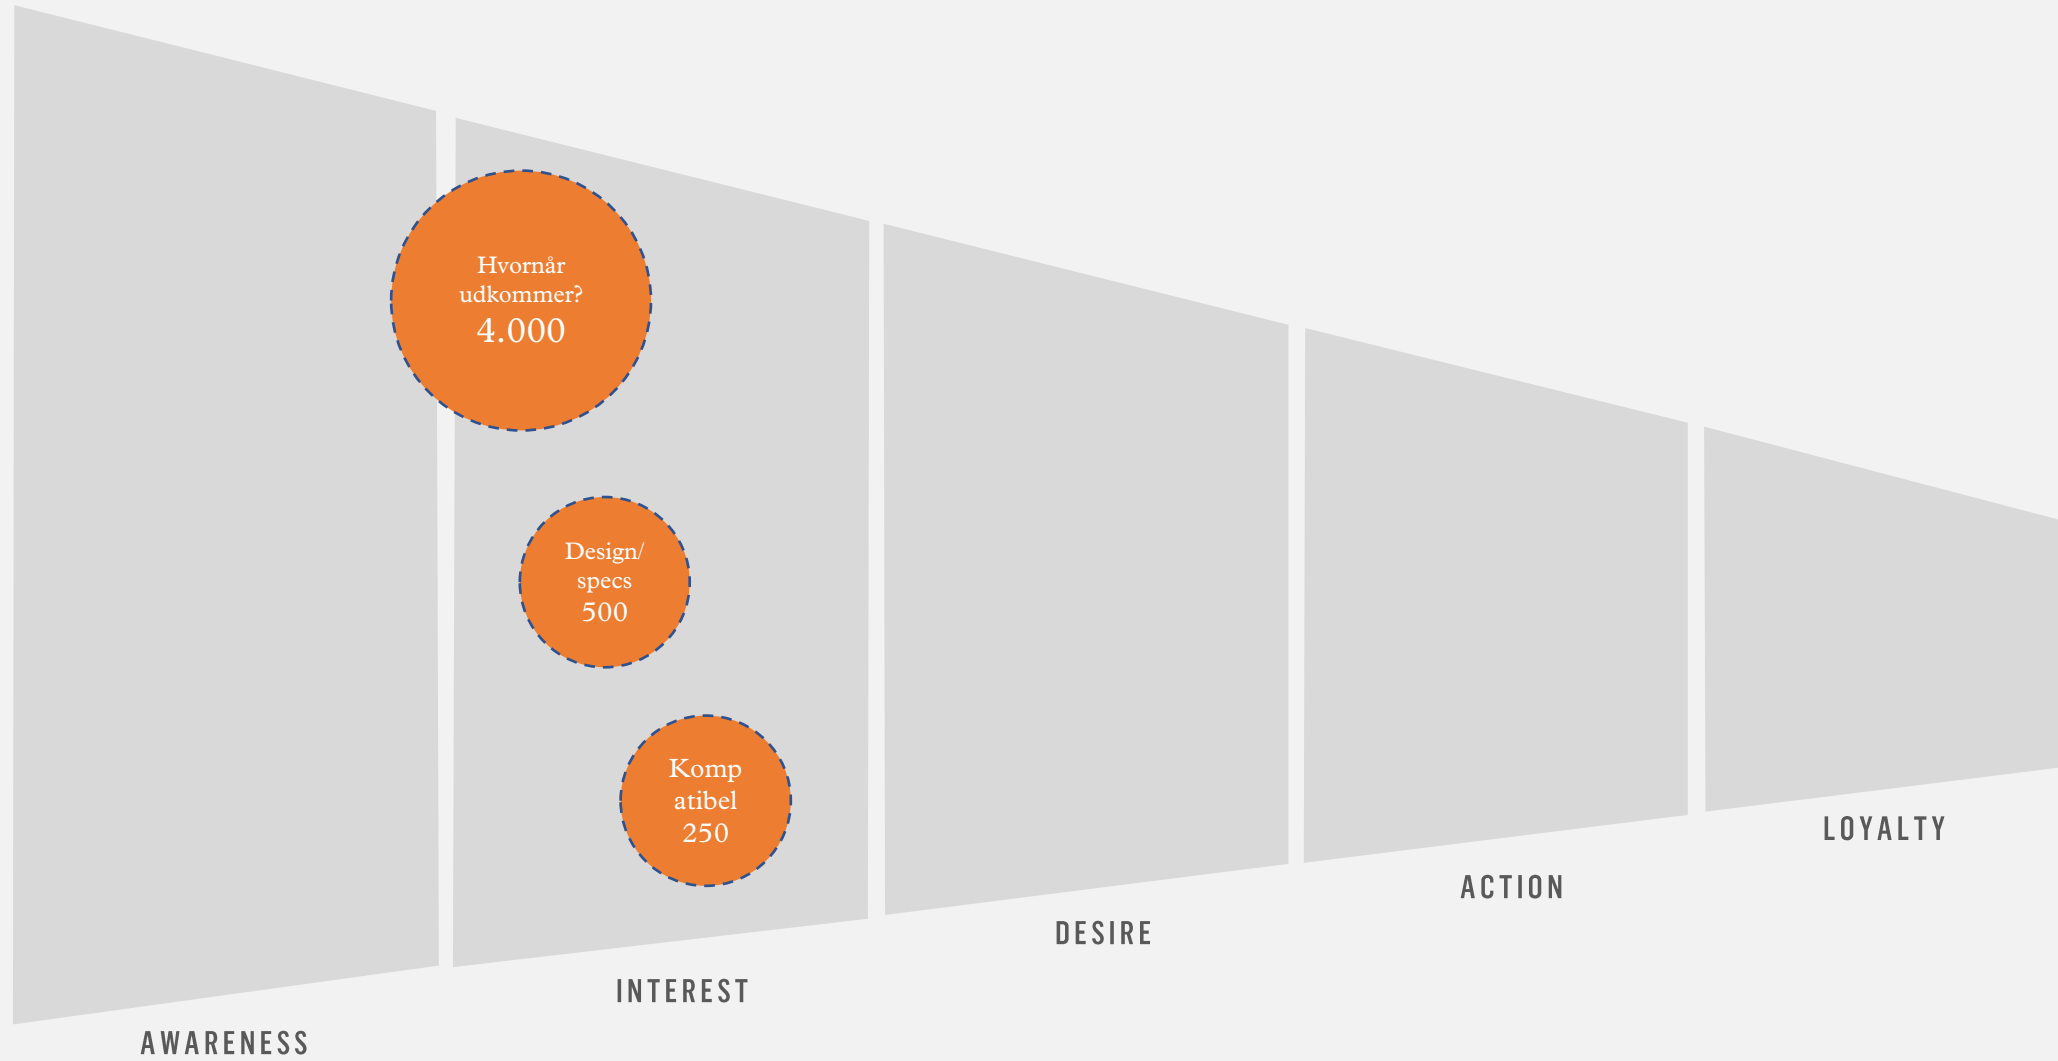 Hvornår
udkommer?
4.000
Design/
specs
500
Komp
atibel
250
AWARENESS
INTEREST
DESIRE
ACTION
LOYALTY